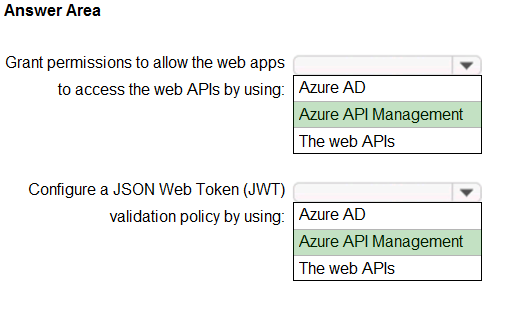 Answer Area
Grant permissions to allow the web apps
to access the web APIs by using:
Azure AD
Azure API Management
The web APIs
Configure a JSON Web Token (JWT)
validation policy by using:
Azure AD
Azure API Management
The web APIs